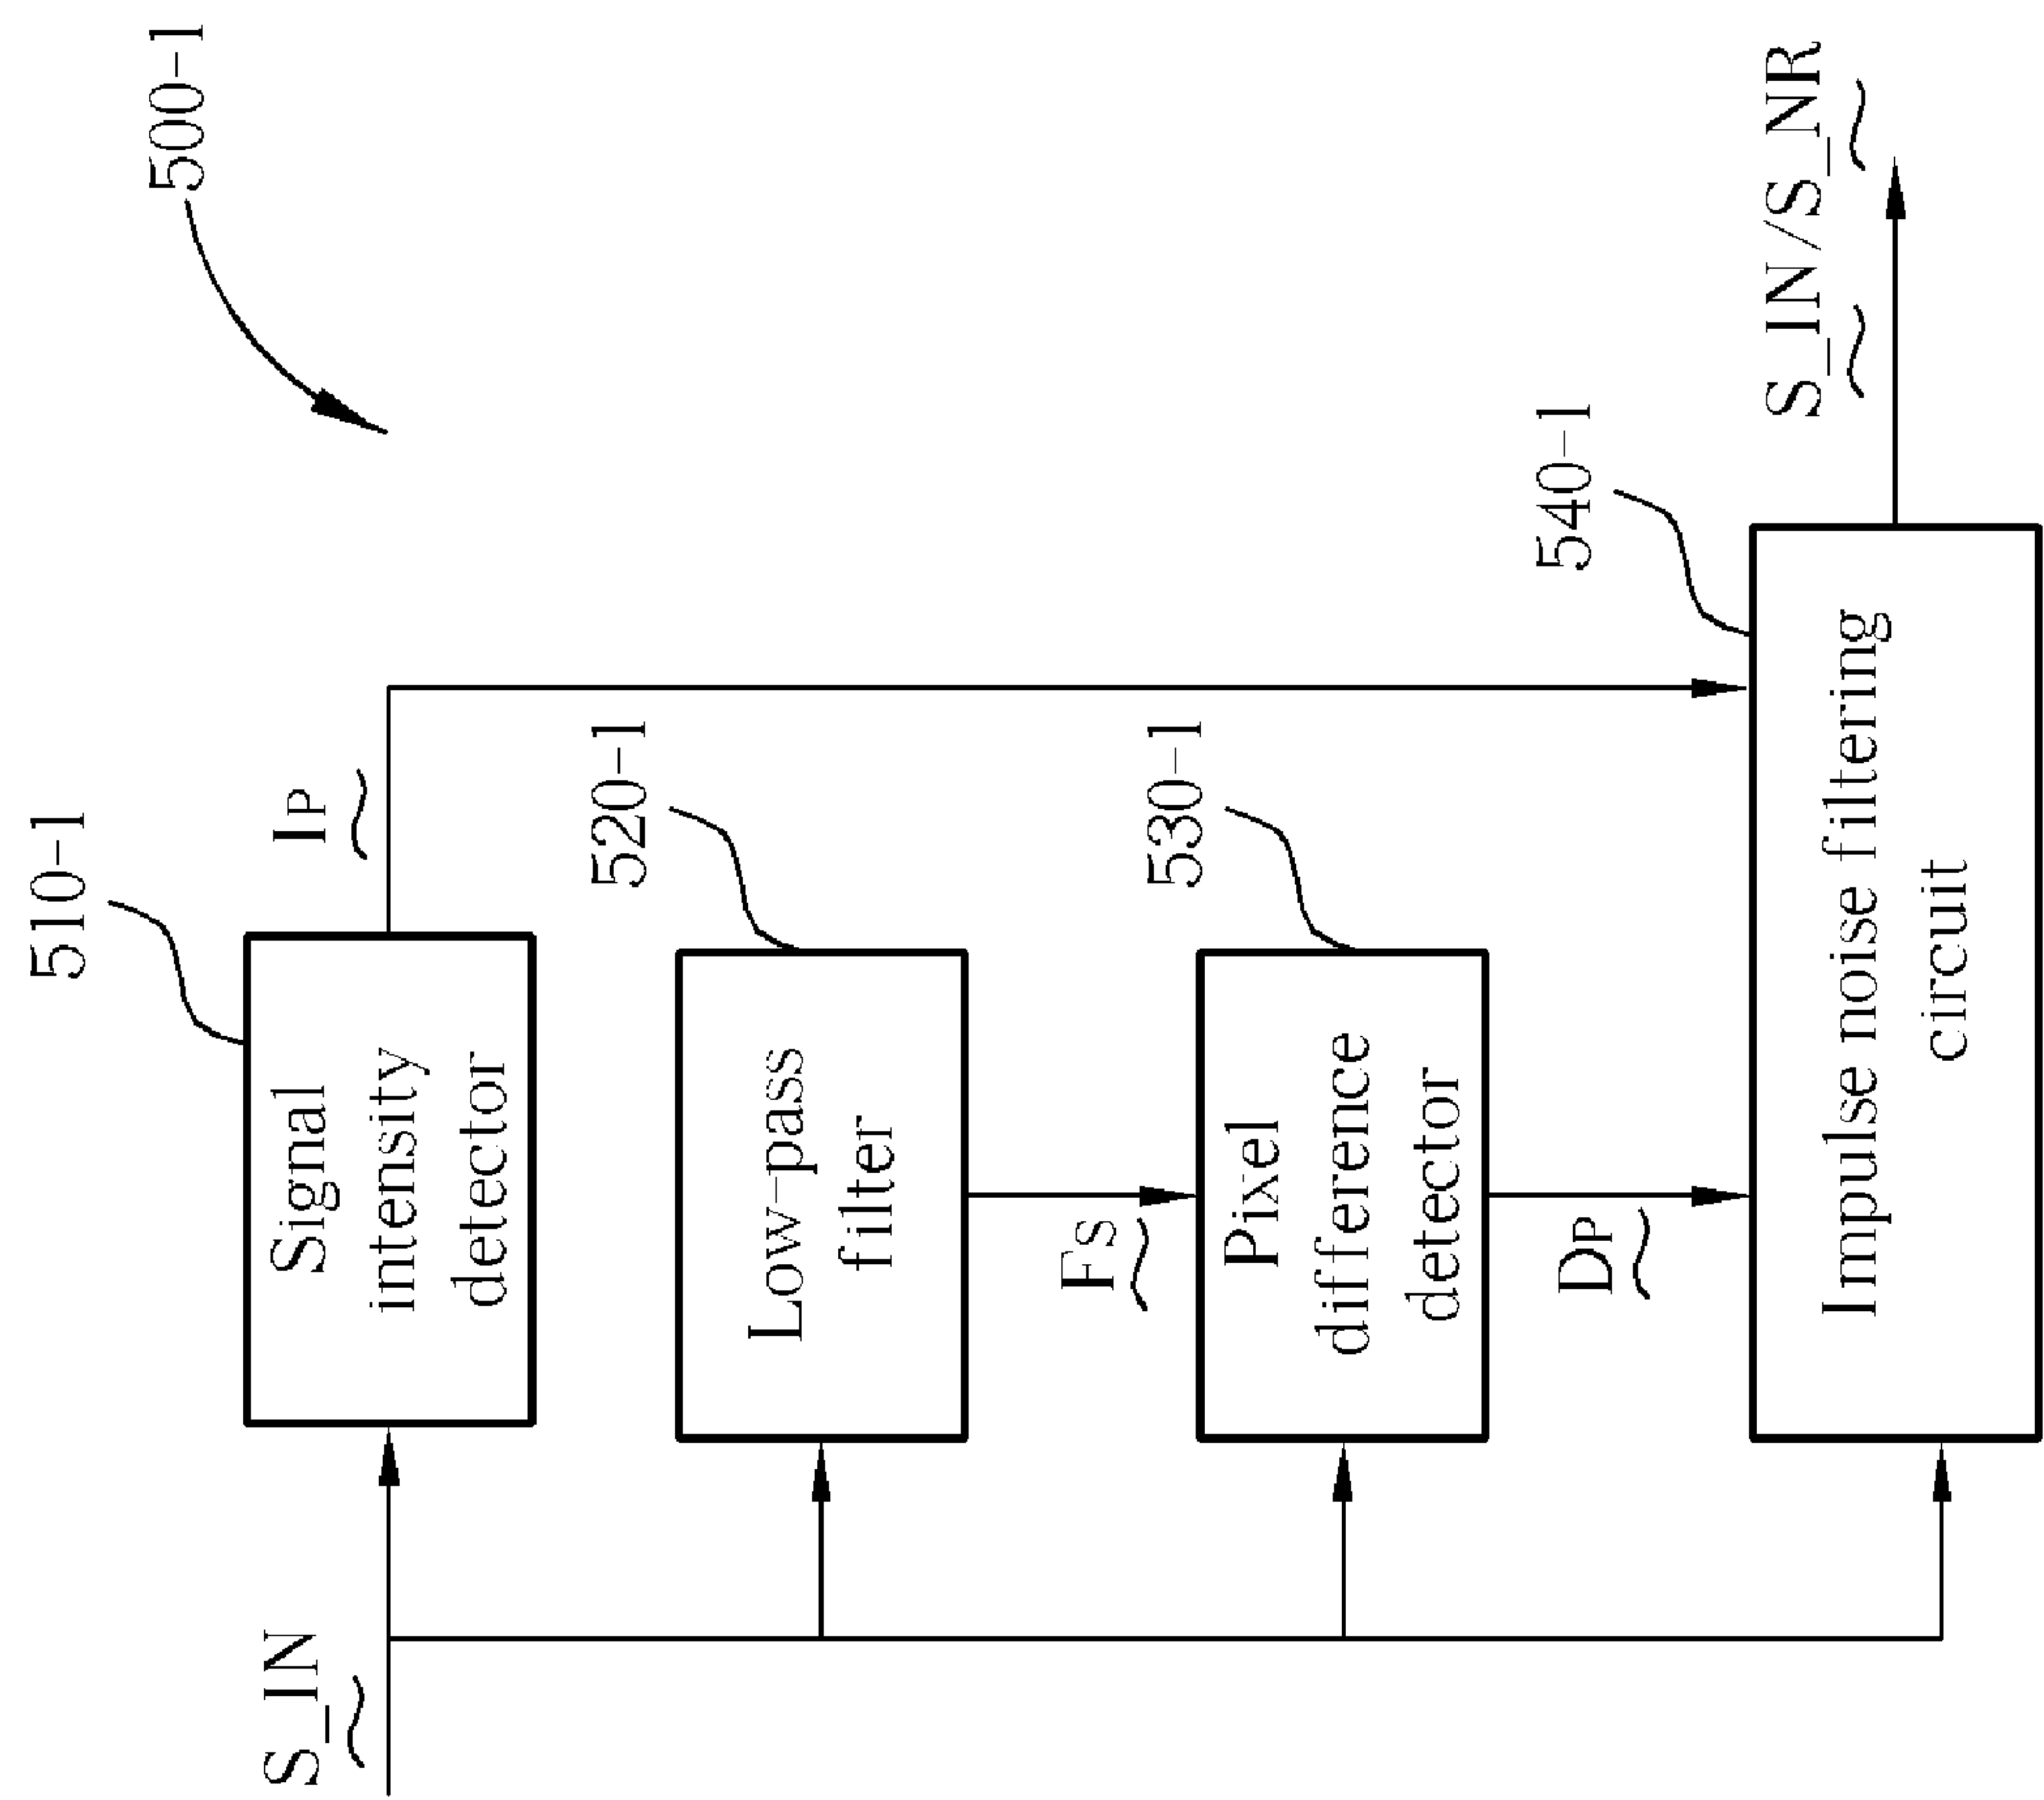 500-1
510-1
S_IN
Signal
intensity
detector
IP
520-1
Low-pass
filter
FS
530-1
Pixel
difference
detector
DP
540-1
Impulse noise filtering
circuit
S_IN/S_NR